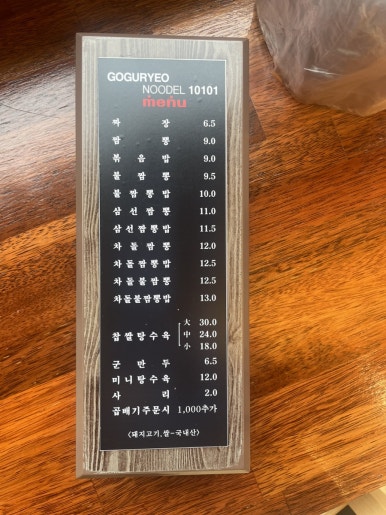 GOGURYEO
NOODEL 10101
menu
짜 장 6.5
짬 뽕 9.0
볶 음 밥 9.0
불 짬 뽕 9.5
불 짬 뽕 밥 10.0
삼 선 짬 뽕 11.0
삼 선 짬 뽕 밥 11.5
차 돌 짬 뽕 12.0
차 돌 짬 뽕 밥 12.5
차 돌 불 짬 뽕 12.5
차돌불짬뽕밥 13.0
찹 쌀 탕 수 육
大 30.0
中 24.0
小 18.0
군 만 두 6.5
미 니 탕 수 육 12.0
사 리 2.0
곱빼기주문시 1,000추가
<돼지고기,쌀-국내산>